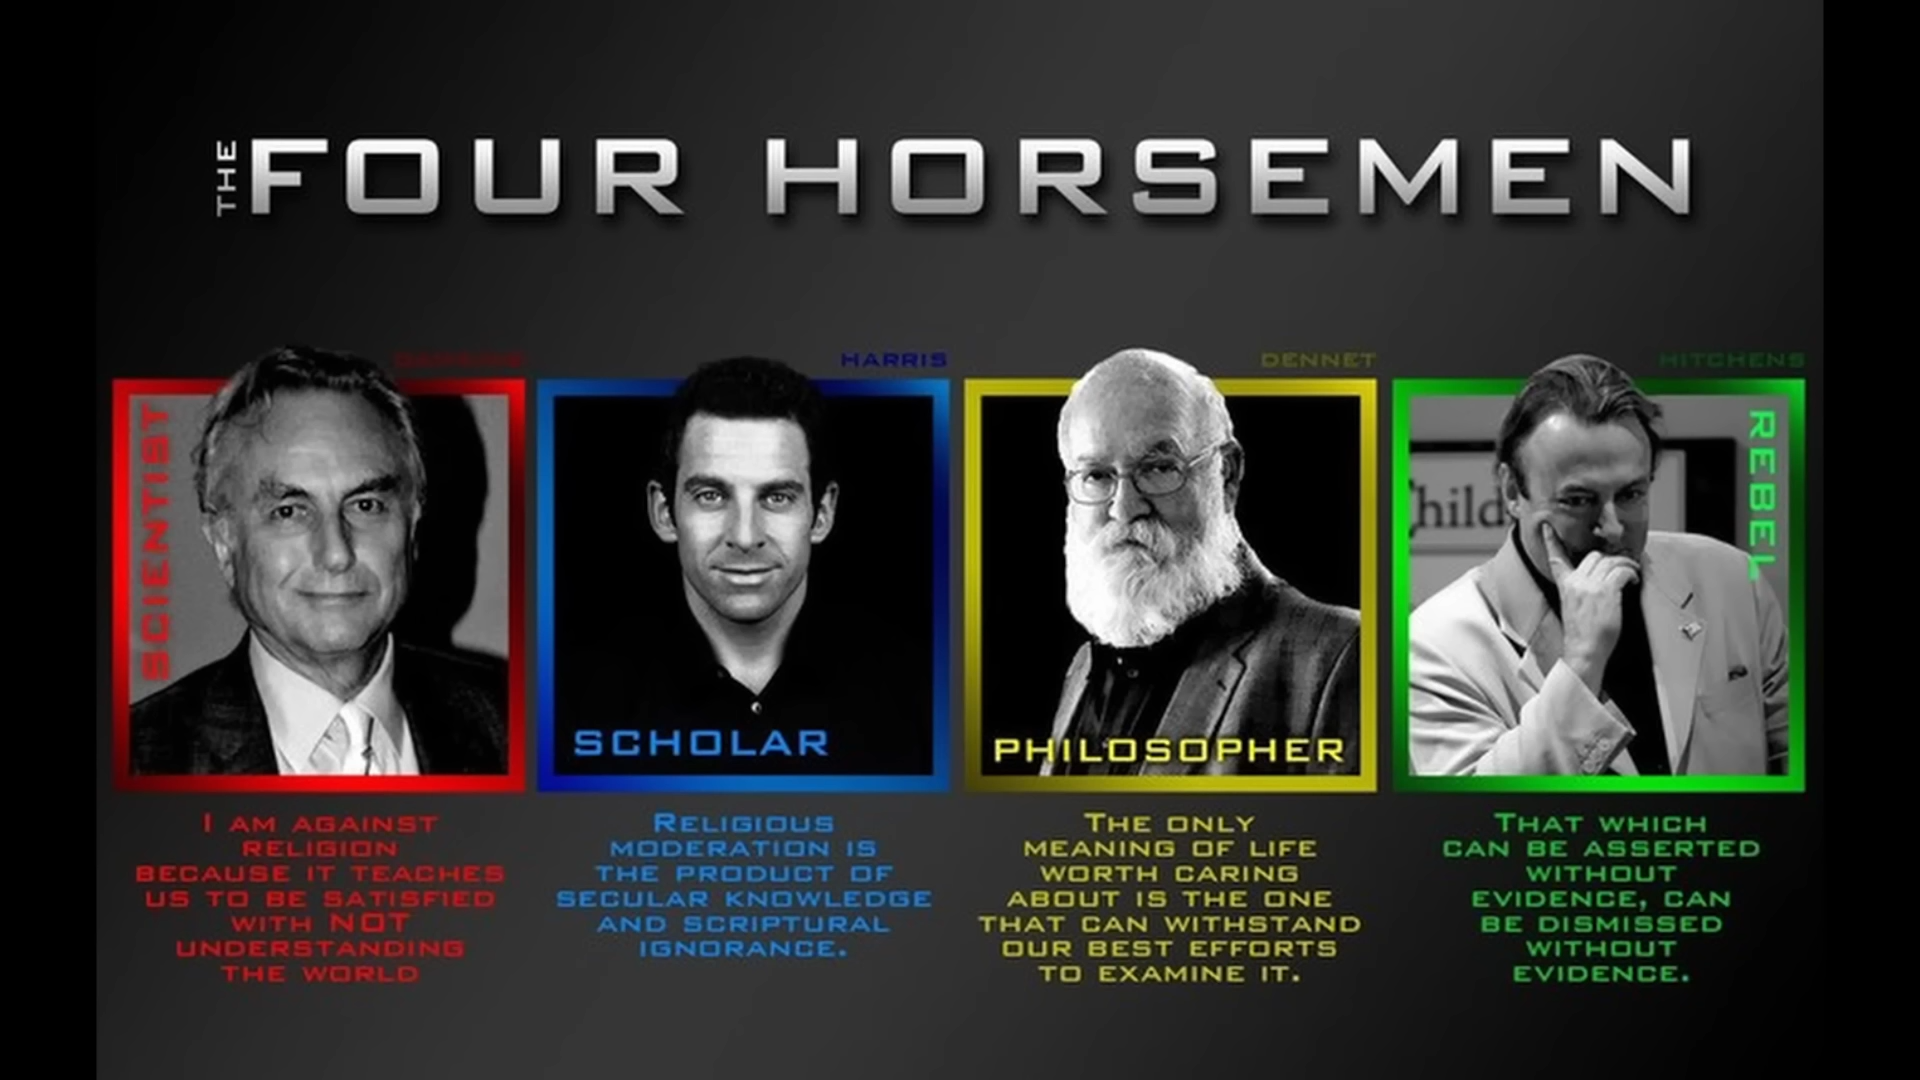 THE FOUR HORSEMEN
DAWKINS
HARRIS
DENNET
HITCHENS
SCIENTIST
SCHOLAR
PHILOSOPHER
REBEL
Child
I AM AGAINST
RELIGION
BECAUSE IT TEACHES
US TO BE SATISFIED
WITH NOT
UNDERSTANDING
THE WORLD
RELIGIOUS
MODERATION IS
THE PRODUCT OF
SECULAR KNOWLEDGE
AND SCRIPTURAL
IGNORANCE.
THE ONLY
MEANING OF LIFE
WORTH CARING
ABOUT IS THE ONE
THAT CAN WITHSTAND
OUR BEST EFFORTS
TO EXAMINE IT.
THAT WHICH
CAN BE ASSERTED
WITHOUT
EVIDENCE, CAN
BE DISMISSED
WITHOUT
EVIDENCE.